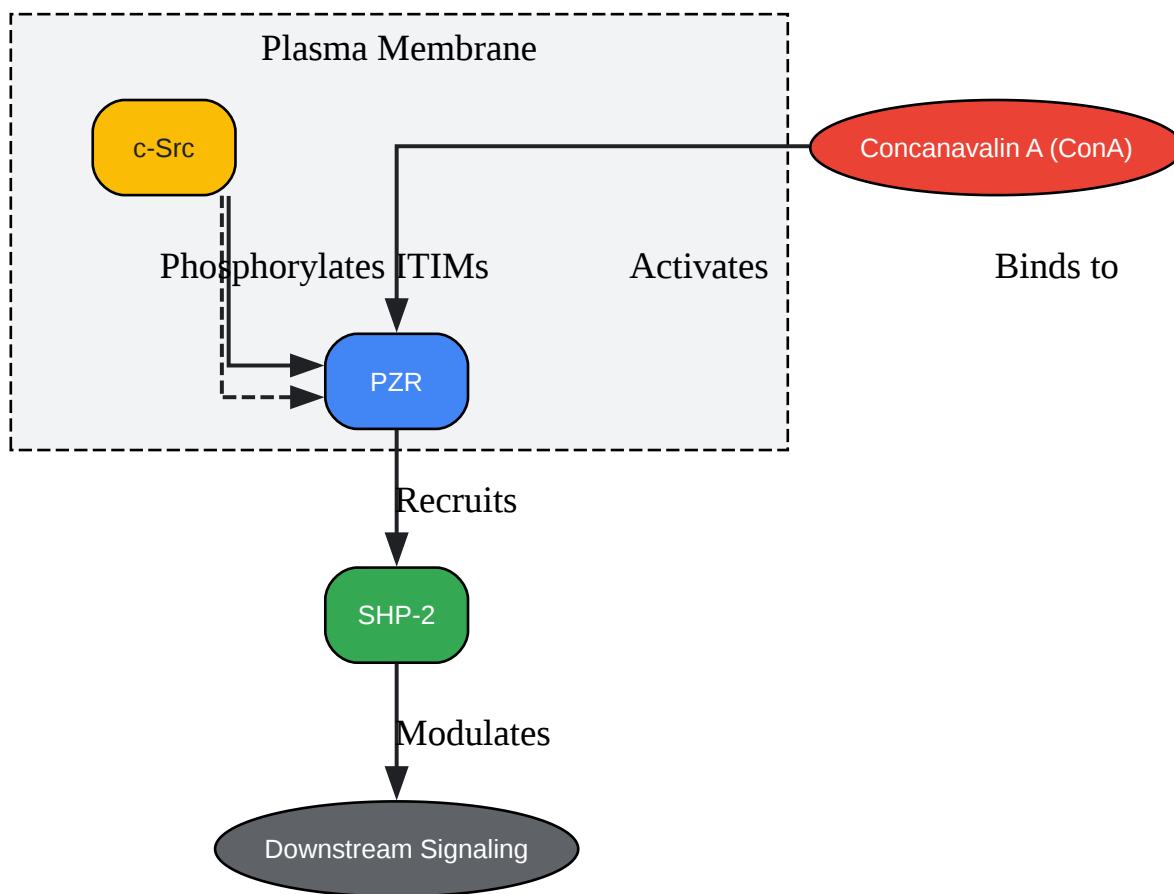 Plasma Membrane
c-Src
Concanavalin A (ConA)
Phosphorylates ITIMs
Activates
Binds to
PZR
Recruits
SHP-2
Modulates
Downstream Signaling